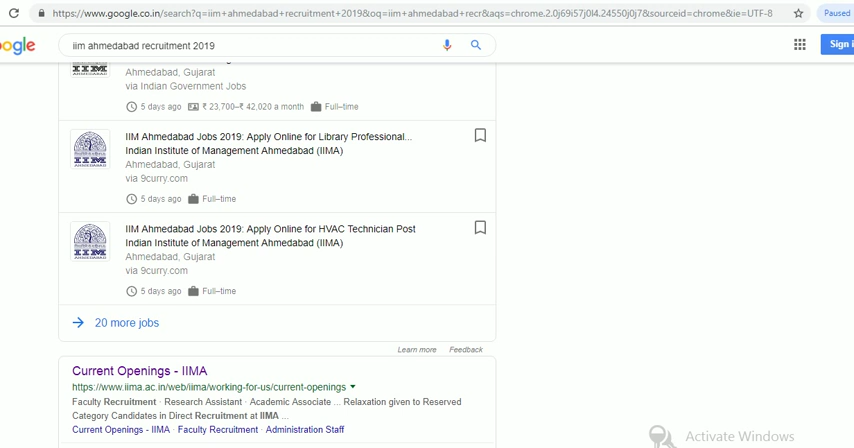 https://www.google.co.in/search?q=iim+ahmedabad+recruitment+2019&oq=iim+ahmedabad+recr&aqs=chrome.2.0j69i57j0l4.24550j0j7&sourceid=chrome&ie=UTF-8
Paused
ogle
iim ahmedabad recruitment 2019
Sign i
Ahmedabad, Gujarat
via Indian Government Jobs
5 days ago ₹ 23,700–₹ 42,020 a month Full–time
IIM Ahmedabad Jobs 2019: Apply Online for Library Professional...
Indian Institute of Management Ahmedabad (IIMA)
Ahmedabad, Gujarat
via 9curry.com
5 days ago Full–time
IIM Ahmedabad Jobs 2019: Apply Online for HVAC Technician Post
Indian Institute of Management Ahmedabad (IIMA)
Ahmedabad, Gujarat
via 9curry.com
5 days ago Full–time
20 more jobs
Learn more Feedback
Current Openings - IIMA
https://www.iima.ac.in/web/iima/working-for-us/current-openings
Faculty Recruitment · Research Assistant · Academic Associate ... Relaxation given to Reserved
Category Candidates in Direct Recruitment at IIMA ...
Current Openings - IIMA · Faculty Recruitment · Administration Staff
Activate Windows